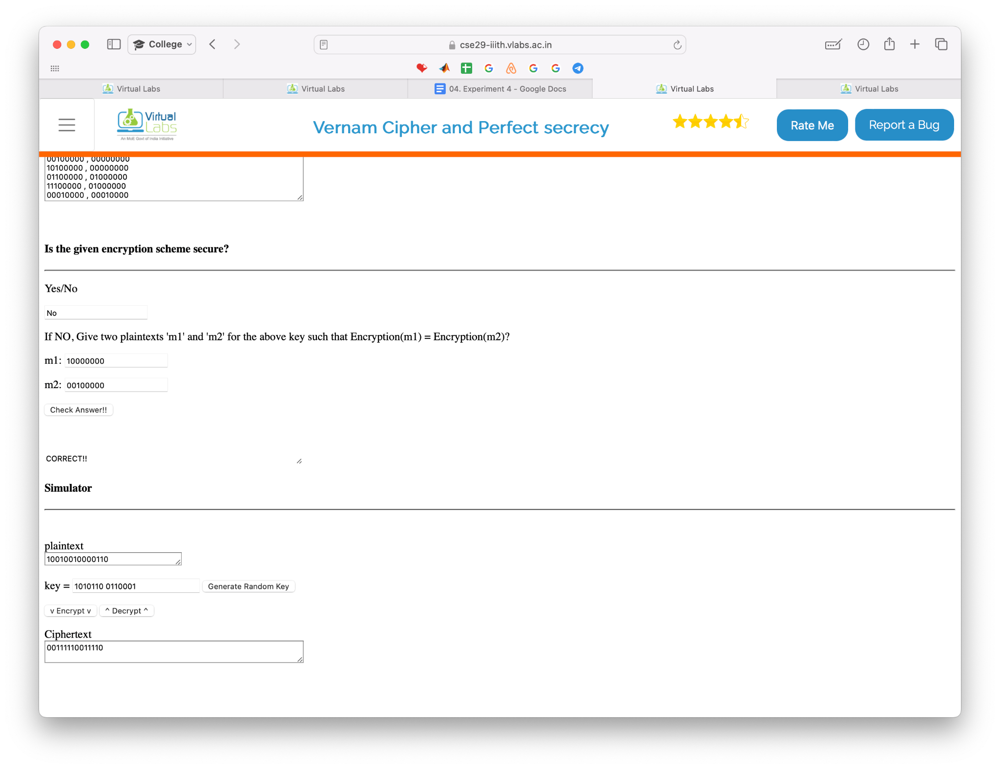 College
cse29-iiith.vlabs.ac.in
Virtual Labs
Virtual Labs
04. Experiment 4 - Google Docs
Virtual Labs
Virtual Labs
Virtual
Labs
An MoE Govt of India Initiative
Vernam Cipher and Perfect secrecy
Rate Me
Report a Bug
00100000 , 00000000
10100000 , 00000000
01100000 , 01000000
11100000 , 01000000
00010000 , 00010000
Is the given encryption scheme secure?
Yes/No
No
If NO, Give two plaintexts 'm1' and 'm2' for the above key such that Encryption(m1) = Encryption(m2)?
m1: 10000000
m2: 00100000
Check Answer!!
CORRECT!!
Simulator
plaintext
10010010000110
key = 1010110 0110001 Generate Random Key
v Encrypt v ^ Decrypt ^
Ciphertext
00111110011110